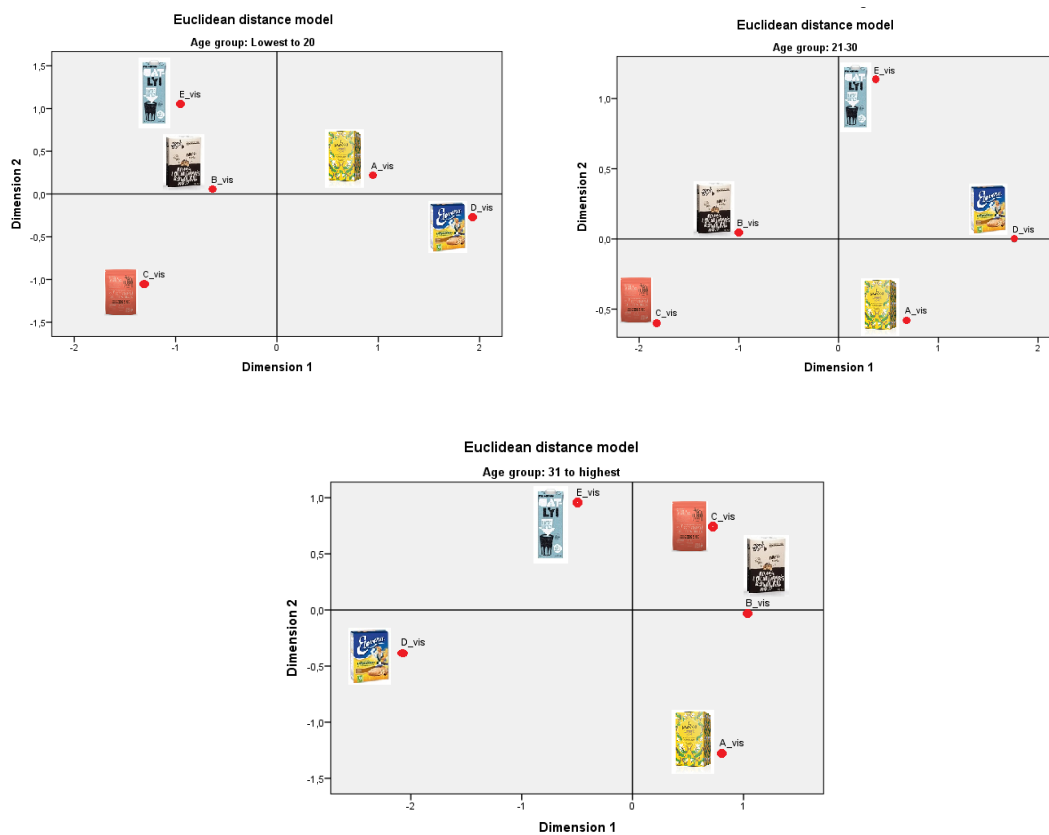 Euclidean distance model
Age group: Lowest to 20
1,5
1,0
0,5
0,0
-0,5
-1,0
-1,5
Dimension 2
E_vis
B_vis
A_vis
D_vis
C_vis
-2
-1
0
1
2
Dimension 1
Euclidean distance model
Age group: 21-30
1,0
0,5
0,0
-0,5
Dimension 2
E_vis
B_vis
D_vis
C_vis
A_vis
-2
-1
0
1
2
Dimension 1
Euclidean distance model
Age group: 31 to highest
1,0
0,5
0,0
-0,5
-1,0
-1,5
Dimension 2
E_vis
C_vis
B_vis
D_vis
A_vis
-2
-1
0
1
Dimension 1